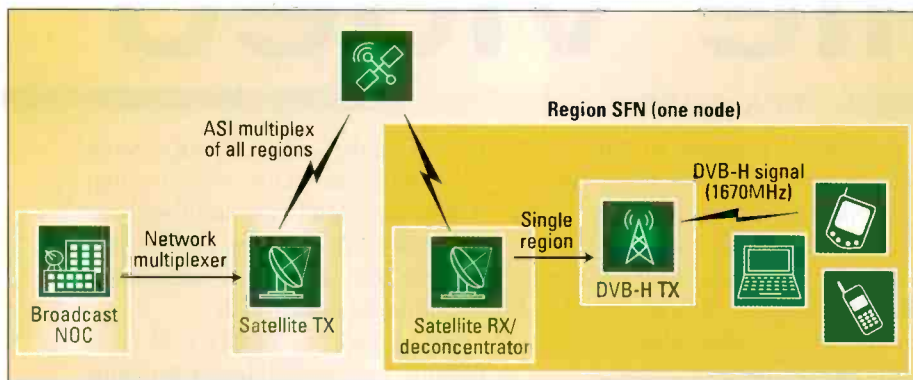 Region SFN (one node)
ASI multiplex
of all regions
DVB-H signal
(1670MHz)
Network
multiplexer
Single
region
Broadcast
NOC
Satellite TX
Satellite RX/
deconcentrator
DVB-H TX